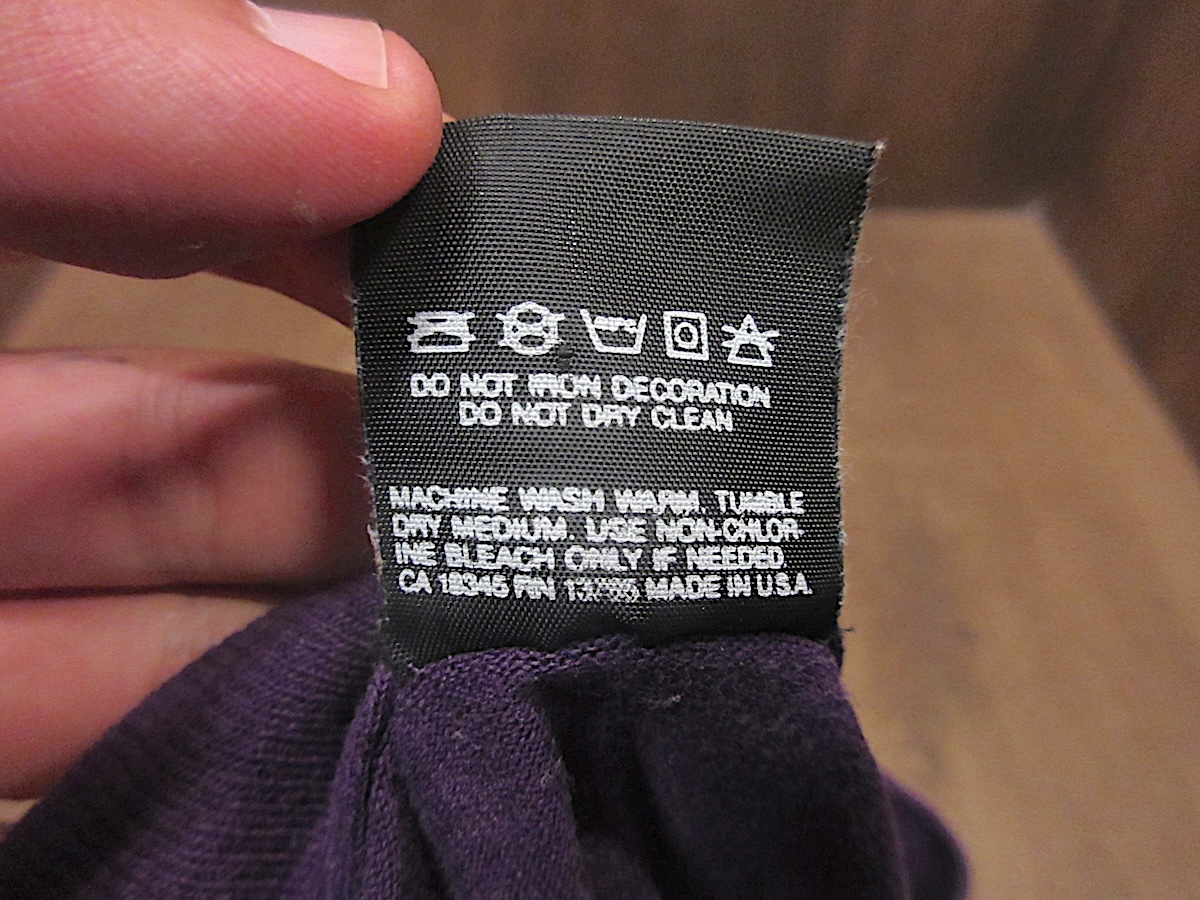 DO NOT IRON DECORATION
DO NOT DRY CLEAN
MACHINE WASH WARM. TUMBLE
DRY MEDIUM. USE NON-CHLOR-
INE BLEACH ONLY IF NEEDED.
CA 18345 RN MADE IN U.S.A.